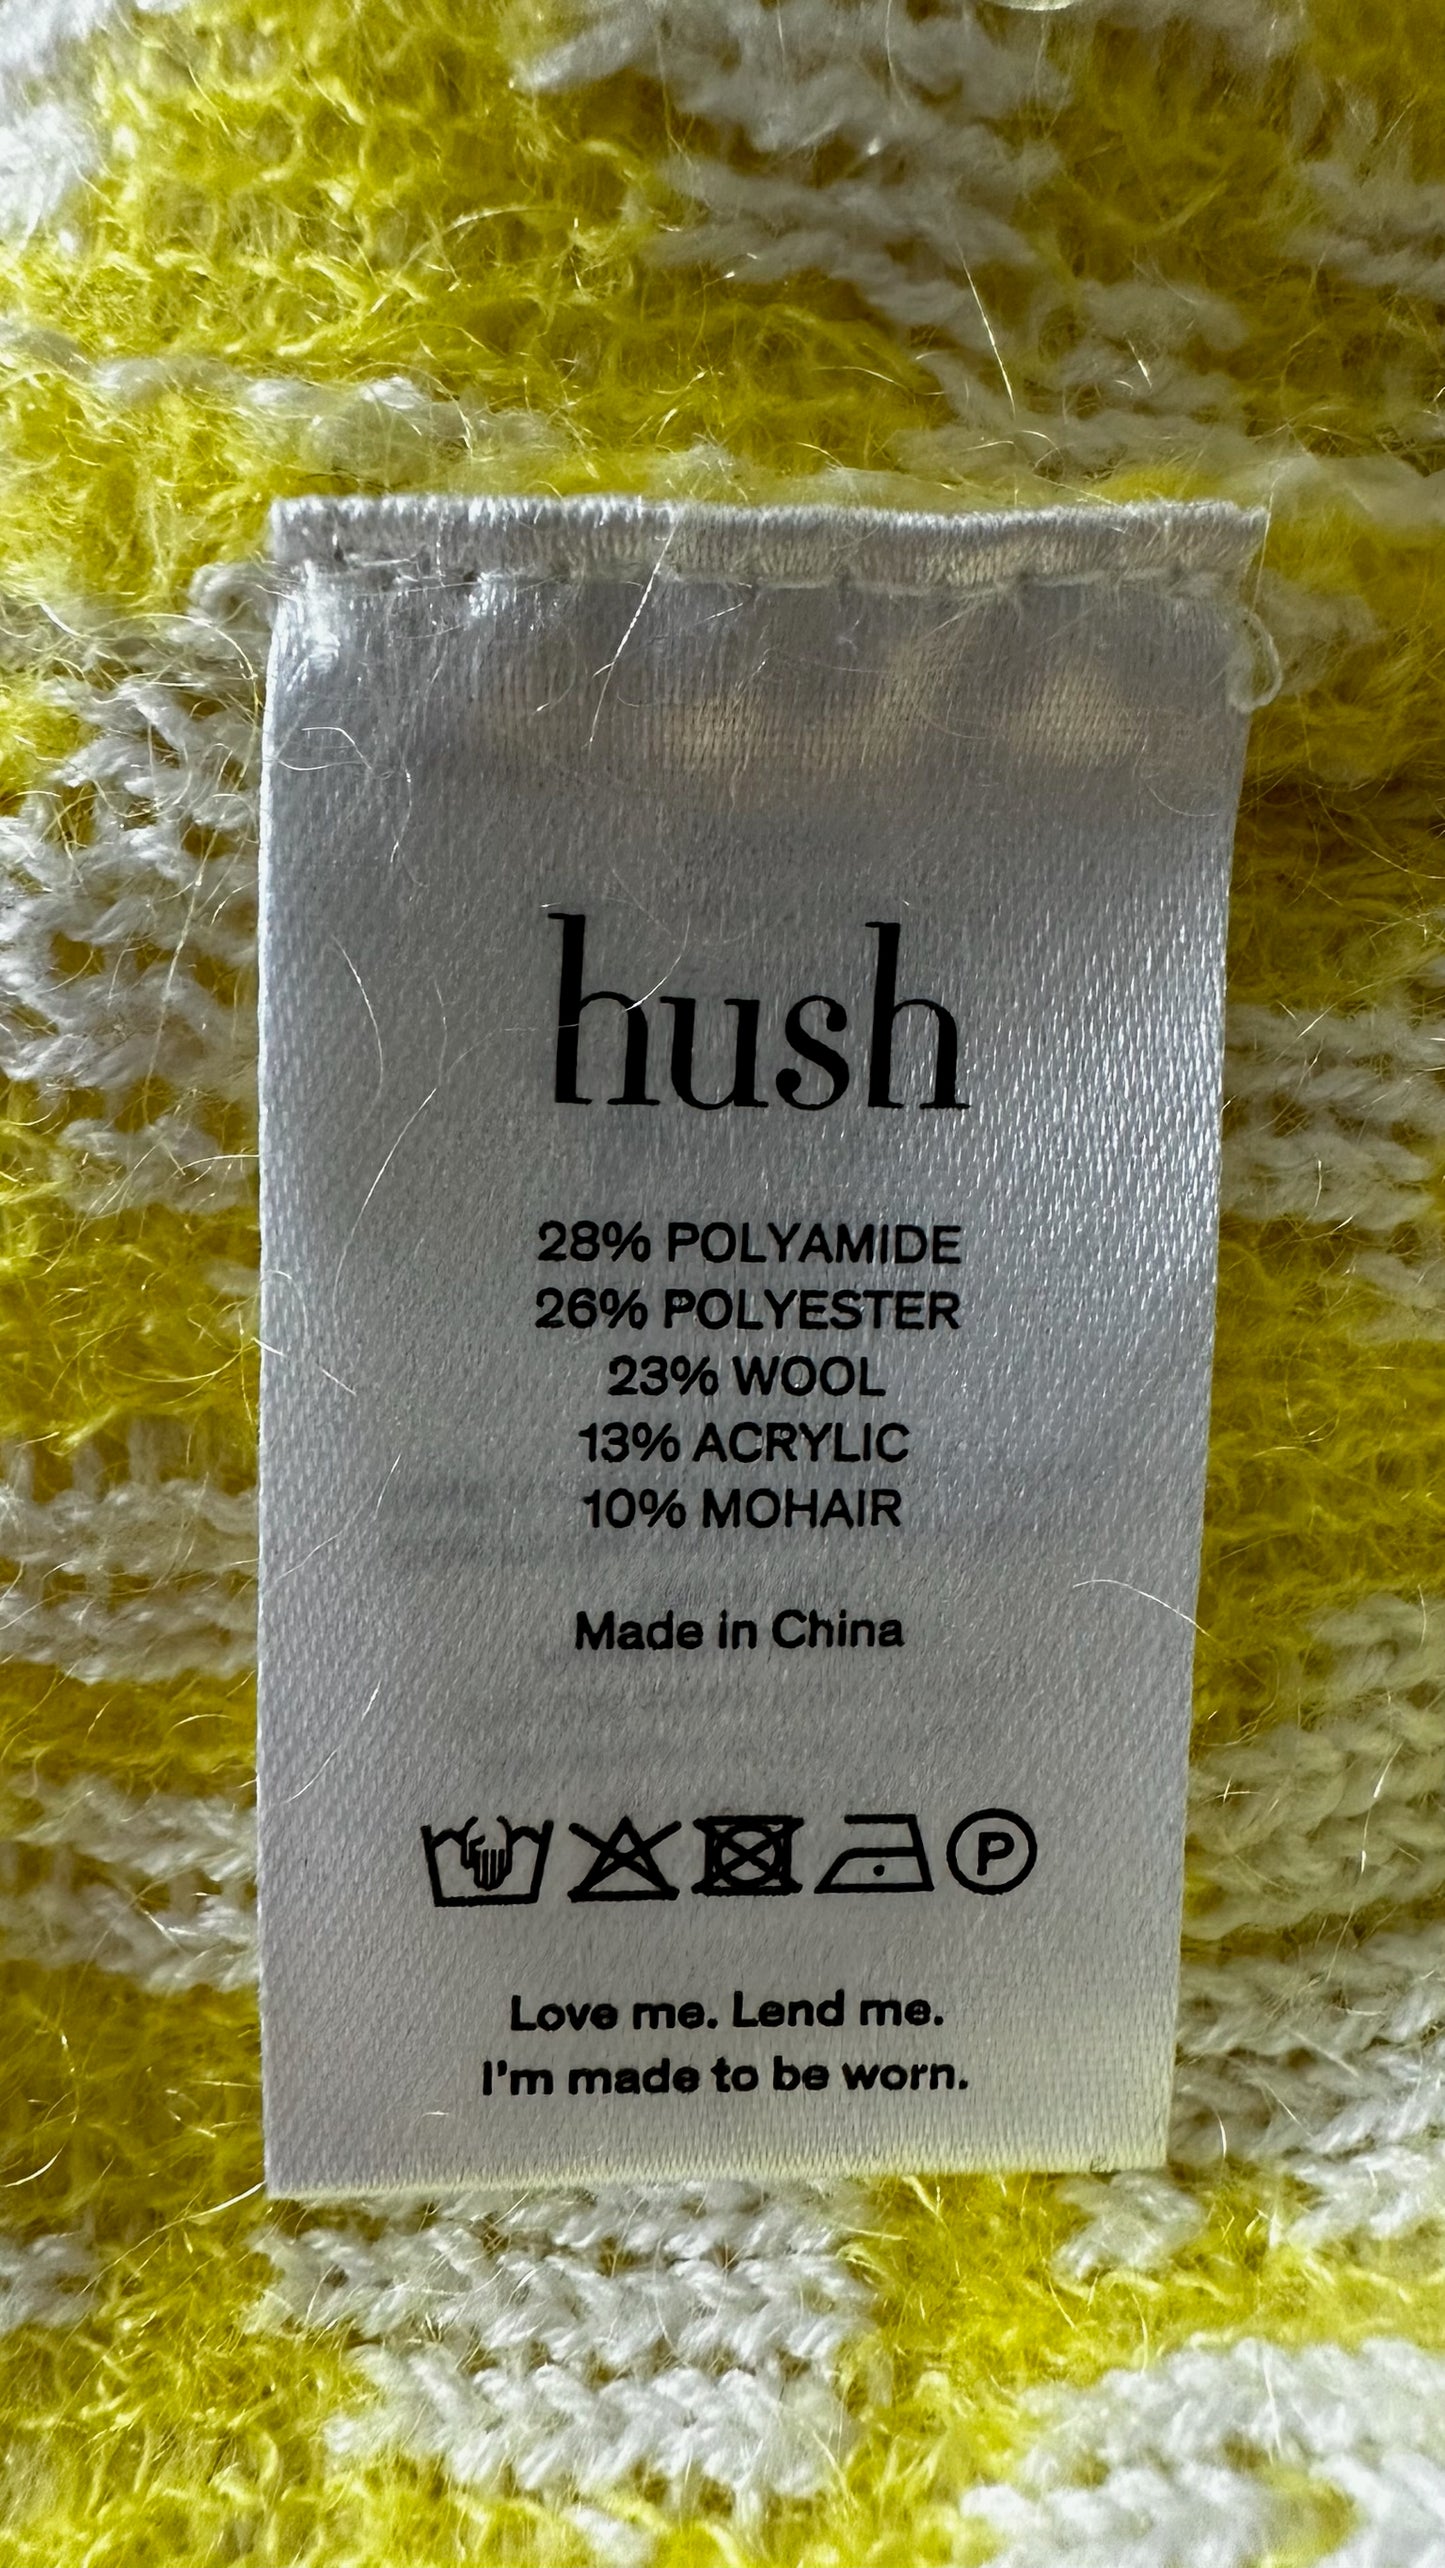 hush
28% POLYAMIDE
26% POLYESTER
23% WOOL
13% ACRYLIC
10% MOHAIR
Made in China
P
Love me. Lend me.
I'm made to be worn.